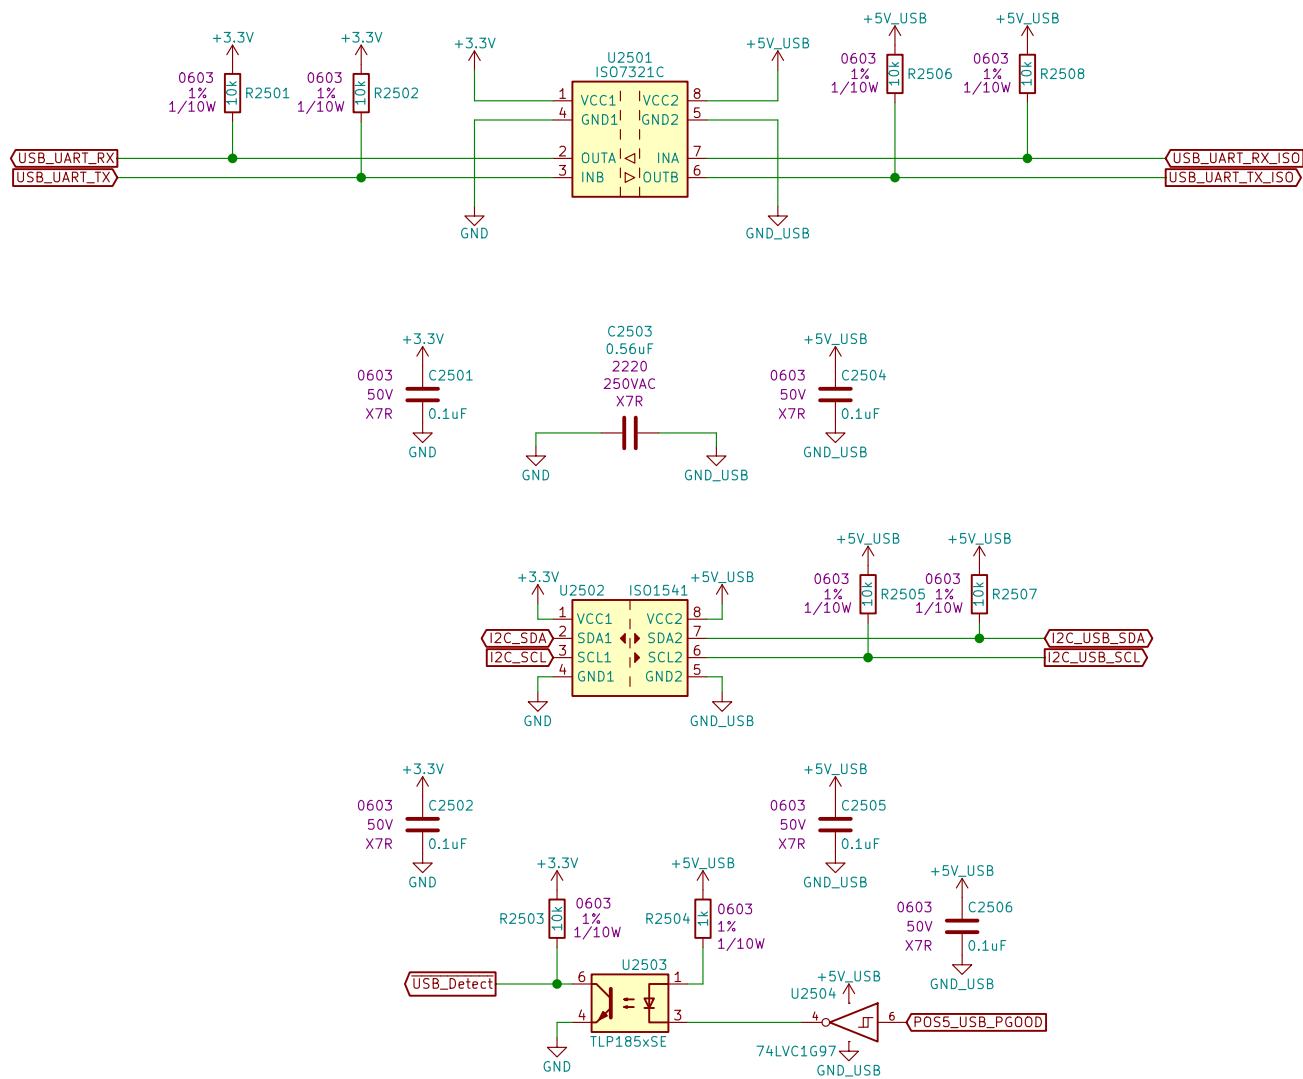 +3.3V
0603
1%
1/10W
10k
R2501
+3.3V
0603
1%
1/10W
10k
R2502
+3.3V
U2501
ISO7321C
1 VCC1 VCC2 8
4 GND1 GND2 5
2 OUTA INA 7
3 INB OUTB 6
+5V_USB
+5V_USB
0603
1%
1/10W
10k
R2506
+5V_USB
0603
1%
1/10W
10k
R2508
USB_UART_RX
USB_UART_TX
USB_UART_RX_ISO
USB_UART_TX_ISO
GND
GND_USB
+3.3V
0603
50V
X7R
C2501
0.1uF
GND
C2503
0.56uF
2220
250VAC
X7R
GND
GND_USB
+5V_USB
0603
50V
X7R
C2504
0.1uF
GND_USB
+3.3V
U2502
ISO1541
+5V_USB
1 VCC1 VCC2 8
2 SDA1 SDA2 7
3 SCL1 SCL2 6
4 GND1 GND2 5
I2C_SDA
I2C_SCL
GND
GND_USB
+5V_USB
0603
1%
1/10W
10k
R2505
+5V_USB
0603
1%
1/10W
10k
R2507
I2C_USB_SDA
I2C_USB_SCL
+3.3V
0603
50V
X7R
C2502
0.1uF
GND
+5V_USB
0603
50V
X7R
C2505
0.1uF
GND_USB
+3.3V
R2503
10k
0603
1%
1/10W
+5V_USB
R2504
1k
0603
1%
1/10W
+5V_USB
0603
50V
X7R
C2506
0.1uF
GND_USB
USB_Detect
U2503
6
1
4
3
TLP185xSE
GND
+5V_USB
U2504
4
6
POS5_USB_PGOOD
74LVC1G97
GND_USB